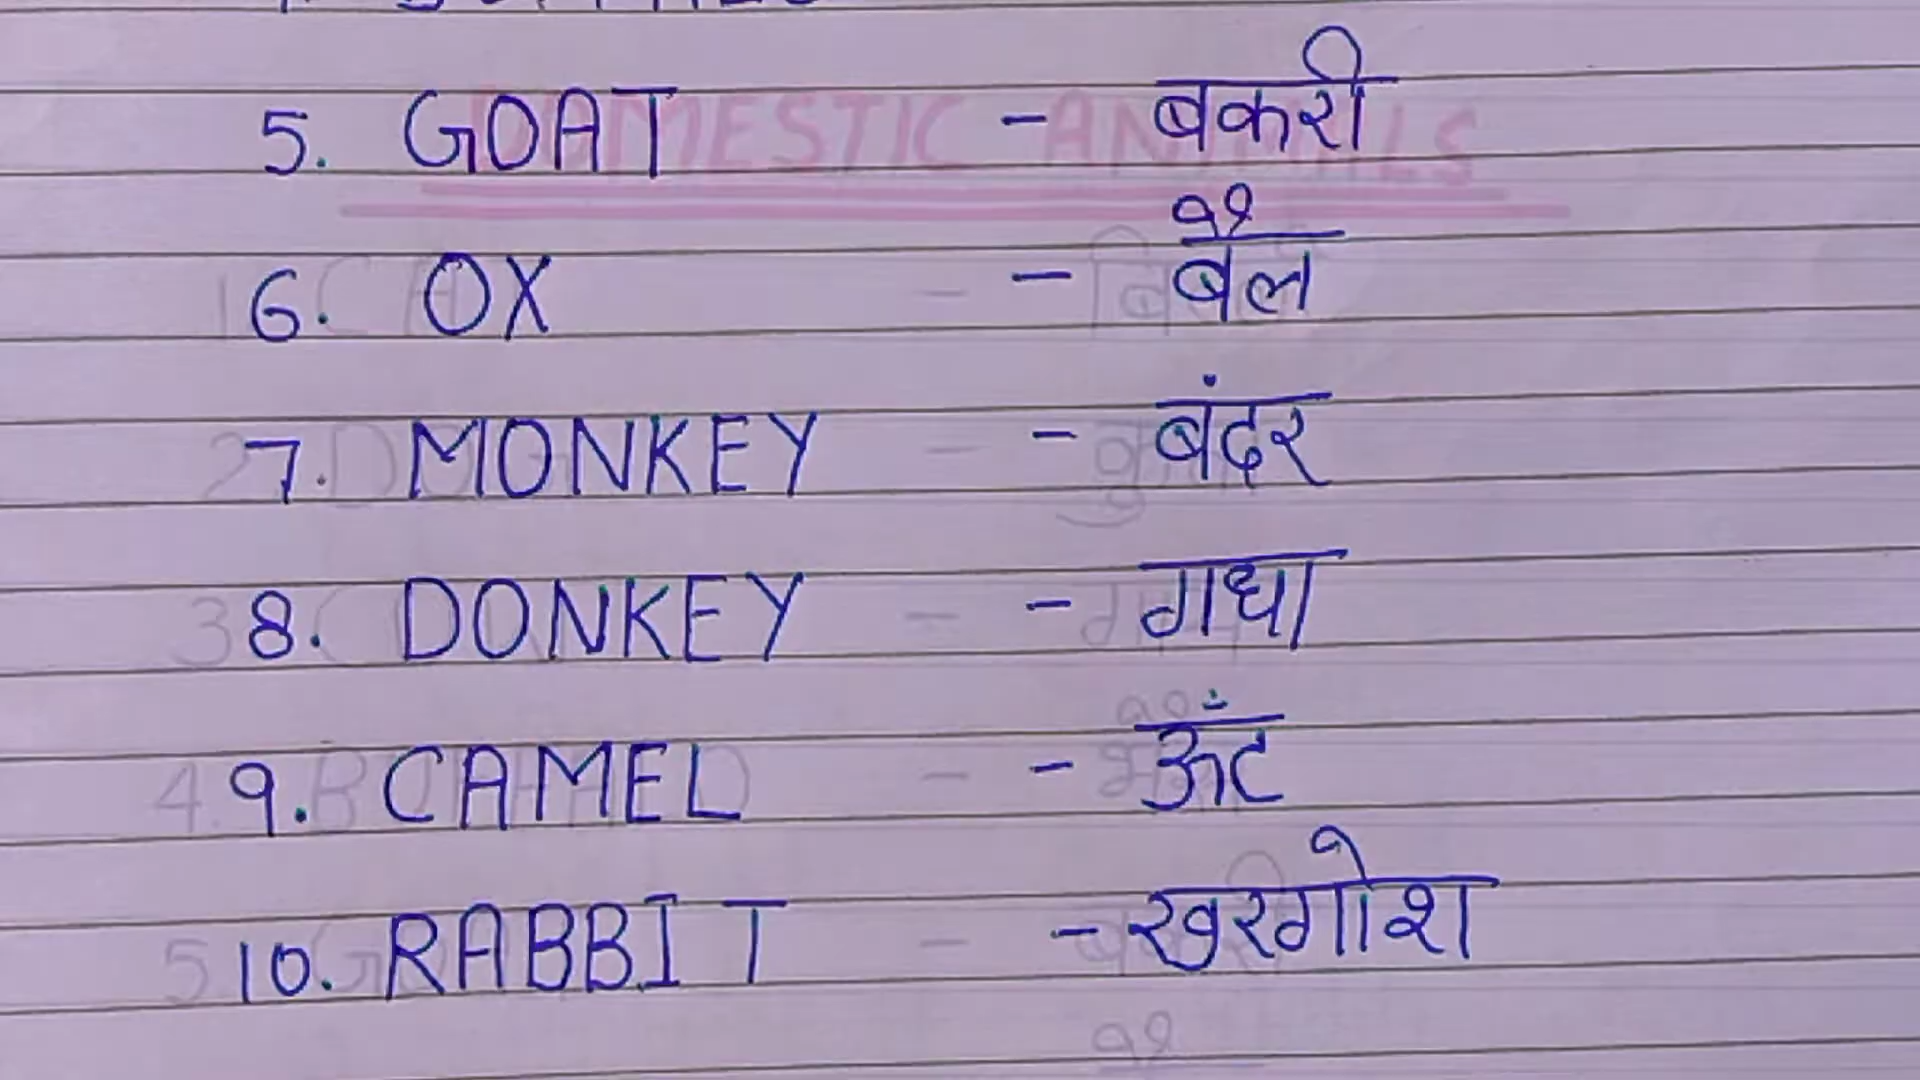 5. GOAT - बकरी
6. OX - बैल
7. MONKEY - बंदर
8. DONKEY - गधा
9. CAMEL - ऊँट
10. RABBIT - खरगोश